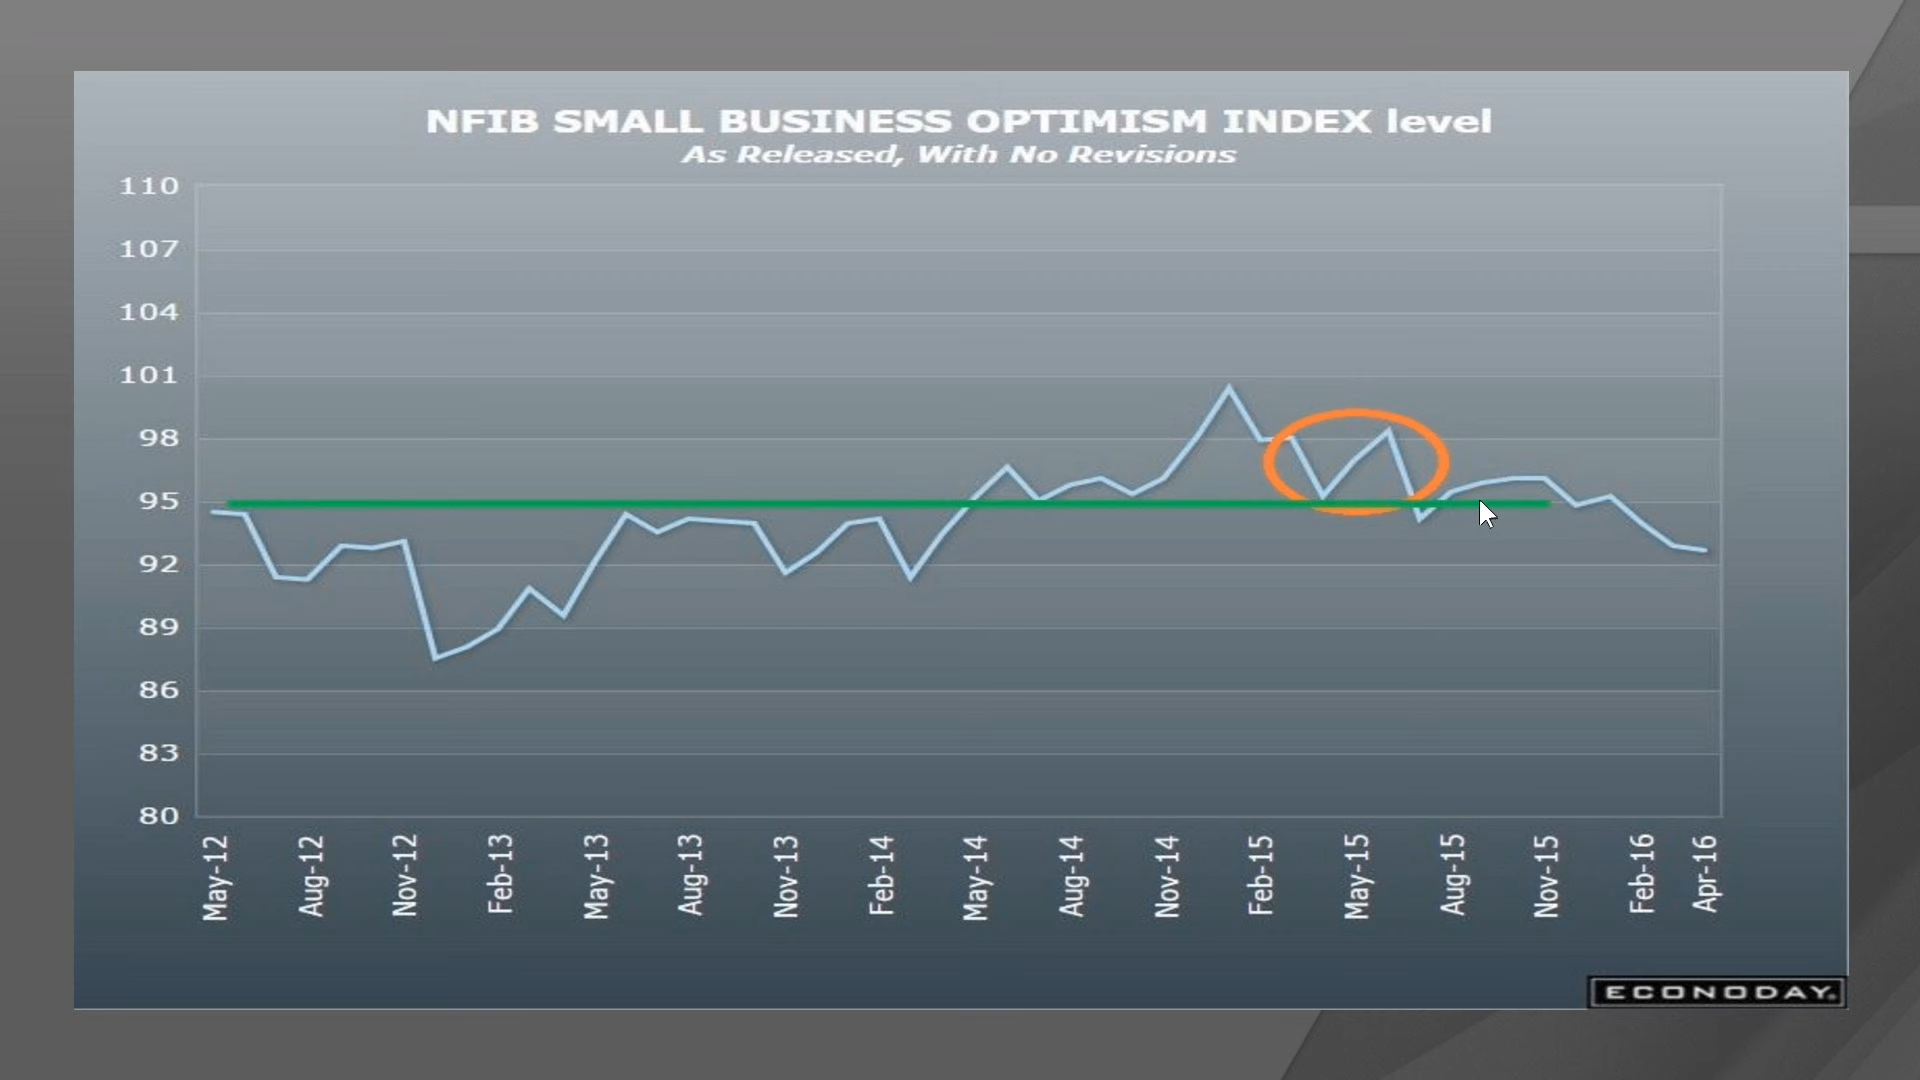 NFIB SMALL BUSINESS OPTIMISM INDEX level
As Released, With No Revisions
110
107
104
101
98
95
92
89
86
83
80
May-12
Aug-12
Nov-12
Feb-13
May-13
Aug-13
Nov-13
Feb-14
May-14
Aug-14
Nov-14
Feb-15
May-15
Aug-15
Nov-15
Feb-16
Apr-16
ECONODAY